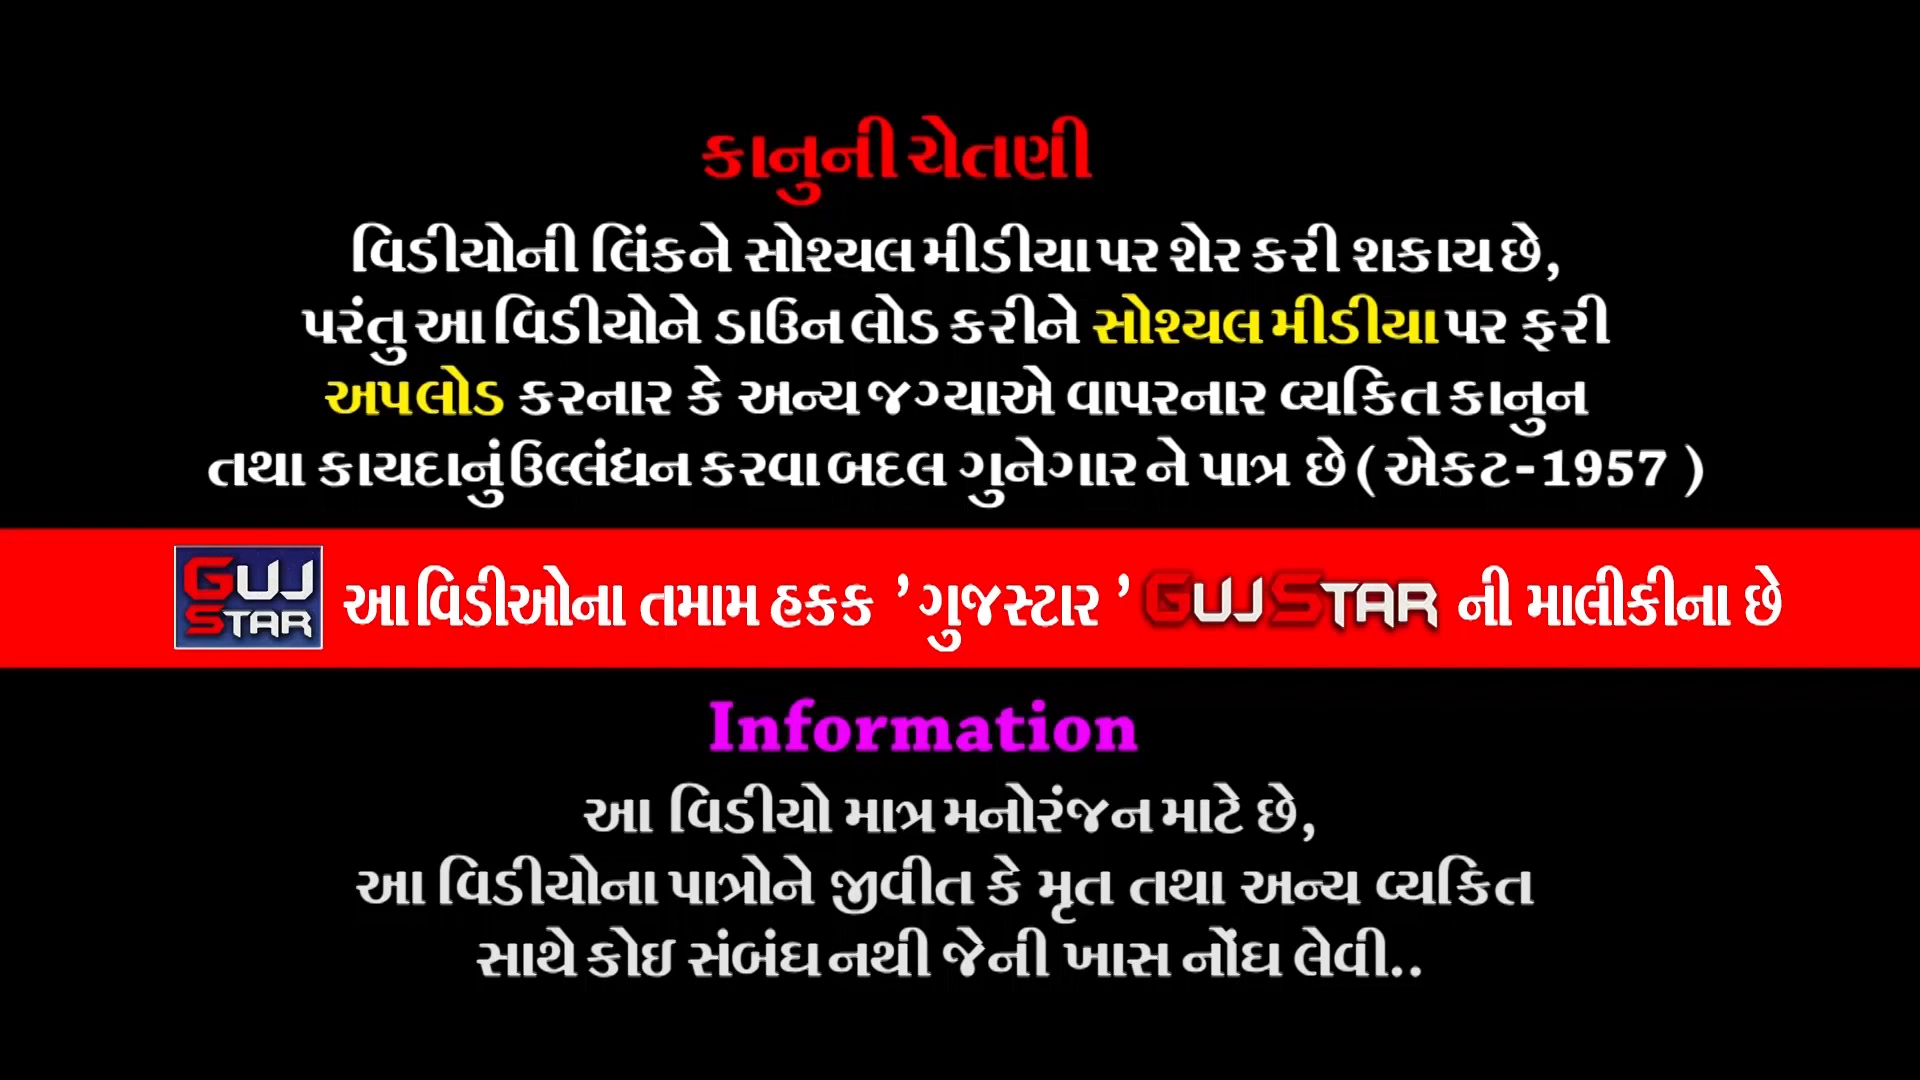 કાનુની ચેતણી
વિડીયોની લિંકને સોશ્યલ મીડીયા પર શેર કરી શકાય છે,
પરંતુ આ વિડીયોને ડાઉન લોડ કરીને સોશ્યલ મીડીયા પર ફરી
અપલોડ કરનાર કે અન્ય જગ્યાએ વાપરનાર વ્યકિત કાનુન
તથા કાયદાનું ઉલ્લંઘન કરવા બદલ ગુનેગાર ને પાત્ર છે ( એકટ-1957 )
GUJ STAR આ વિડીઓના તમામ હકક ’ ગુજસ્ટાર ’ GUJ STAR ની માલીકીના છે
Information
આ વિડીયો માત્ર મનોરંજન માટે છે,
આ વિડીયોના પાત્રોને જીવીત કે મૃત તથા અન્ય વ્યકિત
સાથે કોઇ સંબંઘ નથી જેની ખાસ નોંઘ લેવી..